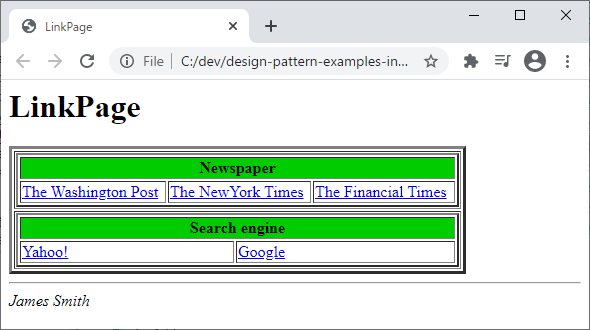 LinkPage
File C:/dev/design-pattern-examples-in...
LinkPage
Newspaper
The Washington Post The NewYork Times The Financial Times
Search engine
Yahoo! Google
James Smith